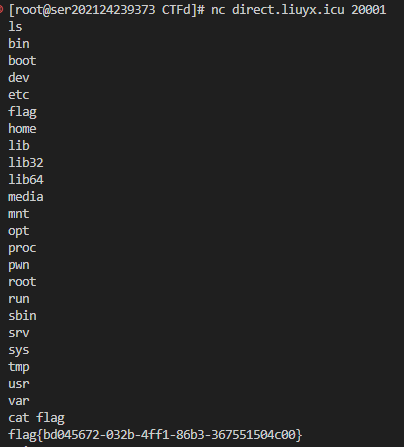 [root@ser202124239373 CTFd]# nc direct.liuyx.icu 20001
ls
bin
boot
dev
etc
flag
home
lib
lib32
lib64
media
mnt
opt
proc
pwn
root
run
sbin
srv
sys
tmp
usr
var
cat flag
flag{bd045672-032b-4ff1-86b3-367551504c00}